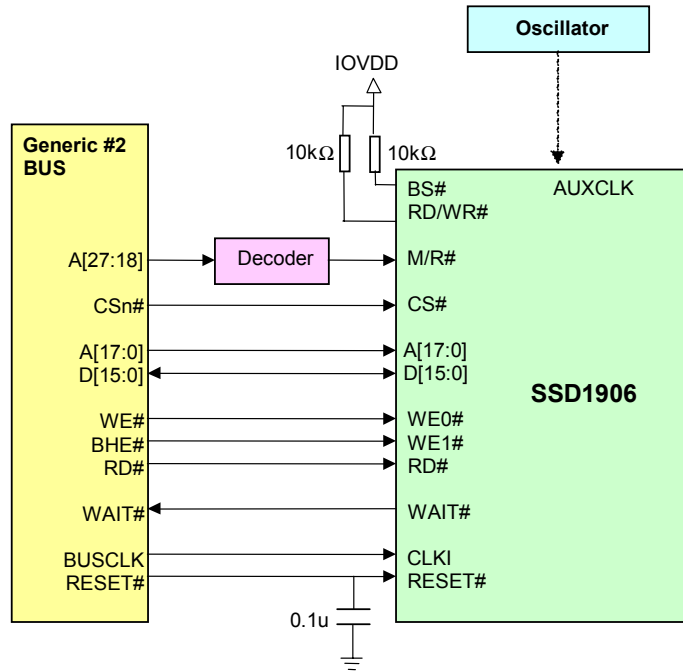 Oscillator
IOVDD
Generic #2
BUS
10kΩ
10kΩ
BS#
AUXCLK
RD/WR#
A[27:18]
Decoder
M/R#
CSn#
CS#
A[17:0]
A[17:0]
D[15:0]
D[15:0]
SSD1906
WE#
WE0#
BHE#
WE1#
RD#
RD#
WAIT#
WAIT#
BUSCLK
CLKI
RESET#
RESET#
0.1u